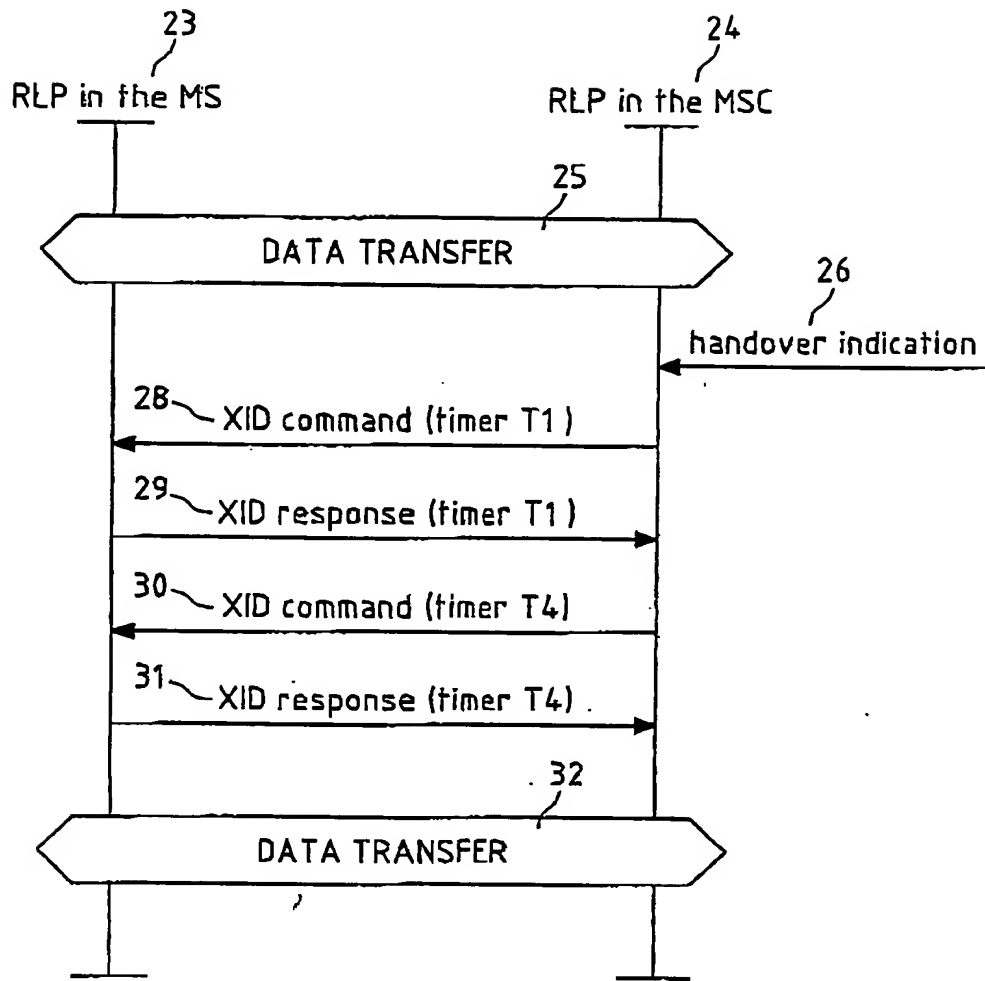 23
24
RLP in the MS
RLP in the MSC
25
DATA TRANSFER
26
handover indication
28 XID command (timer T1)
29 XID response (timer T1)
30 XID command (timer T4)
31 XID response (timer T4)
32
DATA TRANSFER